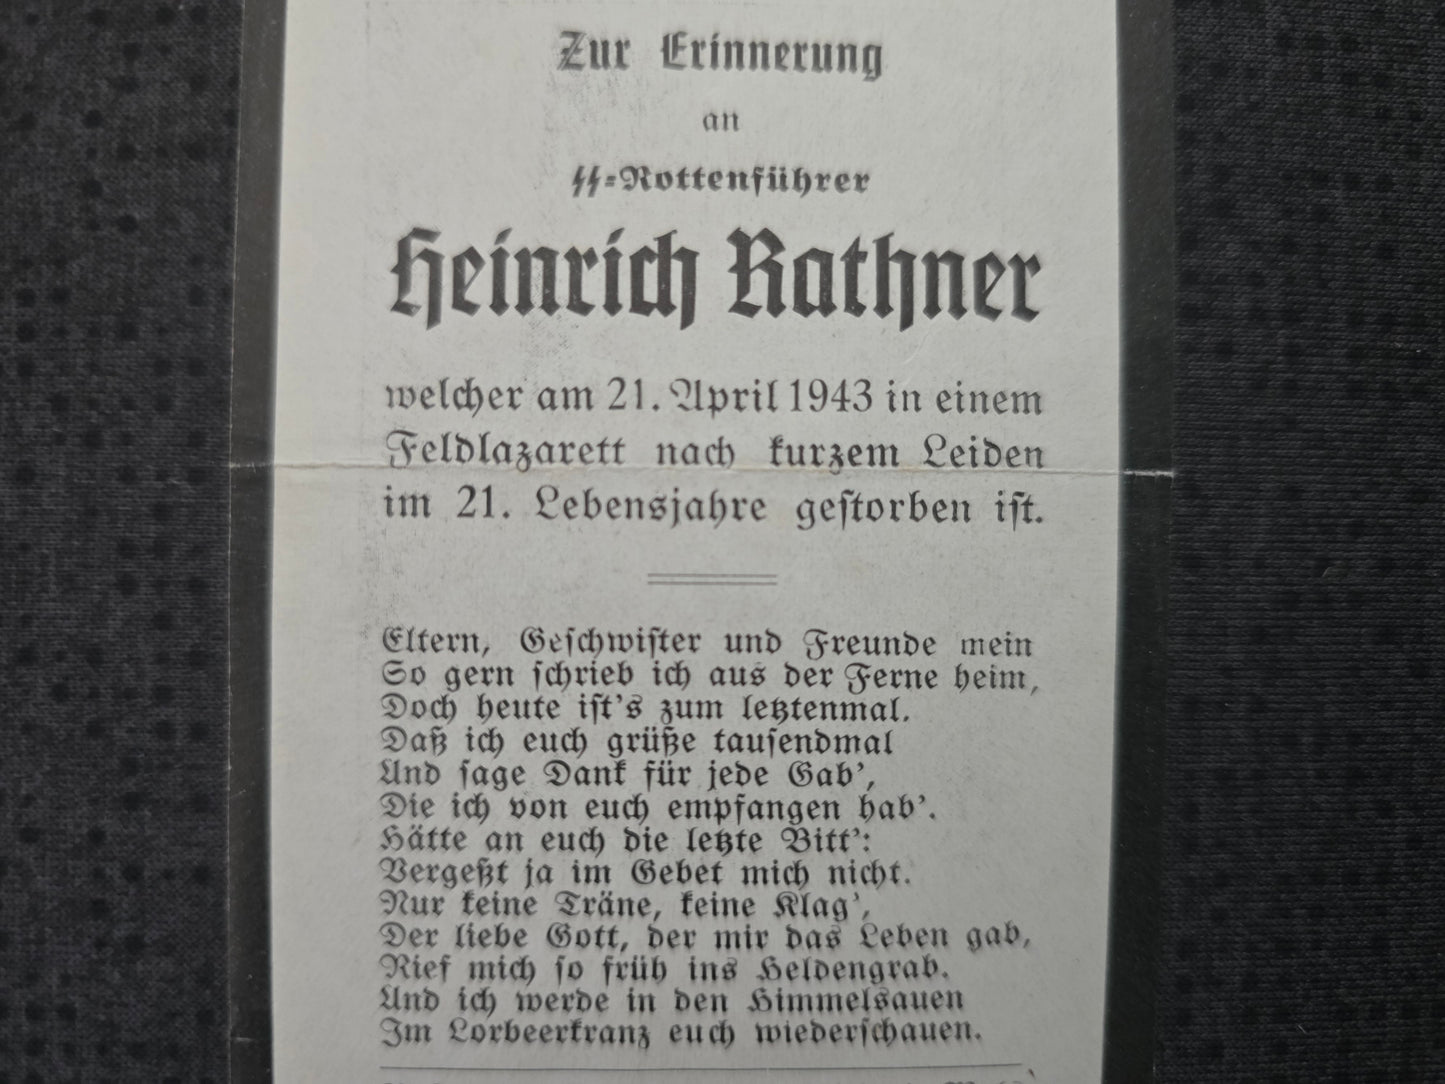 Zur Erinnerung
an
ᛋᛋ-Rottenführer
Heinrich Rathner
welcher am 21. April 1943 in einem
Feldlazarett nach kurzem Leiden
im 21. Lebensjahre geſtorben iſt.
Eltern, Geſchwiſter und Freunde mein
So gern ſchrieb ich aus der Ferne heim,
Doch heute iſt's zum letztenmal.
Daß ich euch grüße tauſendmal
Und ſage Dank für jede Gab',
Die ich von euch empfangen hab'.
Hätte an euch die letzte Bitt':
Vergeßt ja im Gebet mich nicht.
Nur keine Träne, keine Klag',
Der liebe Gott, der mir das Leben gab,
Rief mich ſo früh ins Heldengrab.
Und ich werde in den Himmelsauen
Im Lorbeerkranz euch wiederſchauen.